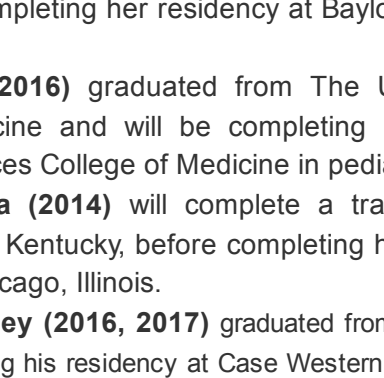 mpleting her residency at Baylo
2016) graduated from The U
cine and will be completing
ces College of Medicine in pedia
a (2014) will complete a tra
Kentucky, before completing h
cago, Illinois.
ey (2016, 2017) graduated from
ng his residency at Case Western